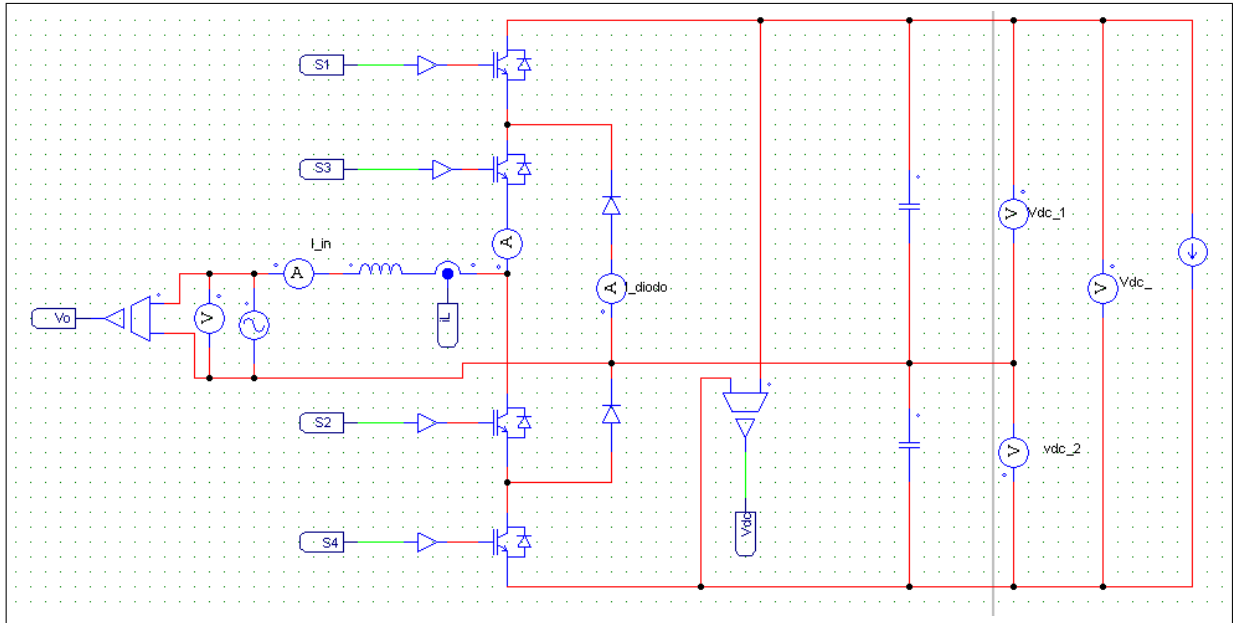 S1
S3
A
I_in
V
Vdc_1
A
A
I_diodo
V
Vdc_
Vo
V
iL
S2
V
vdc_2
Vdc
S4